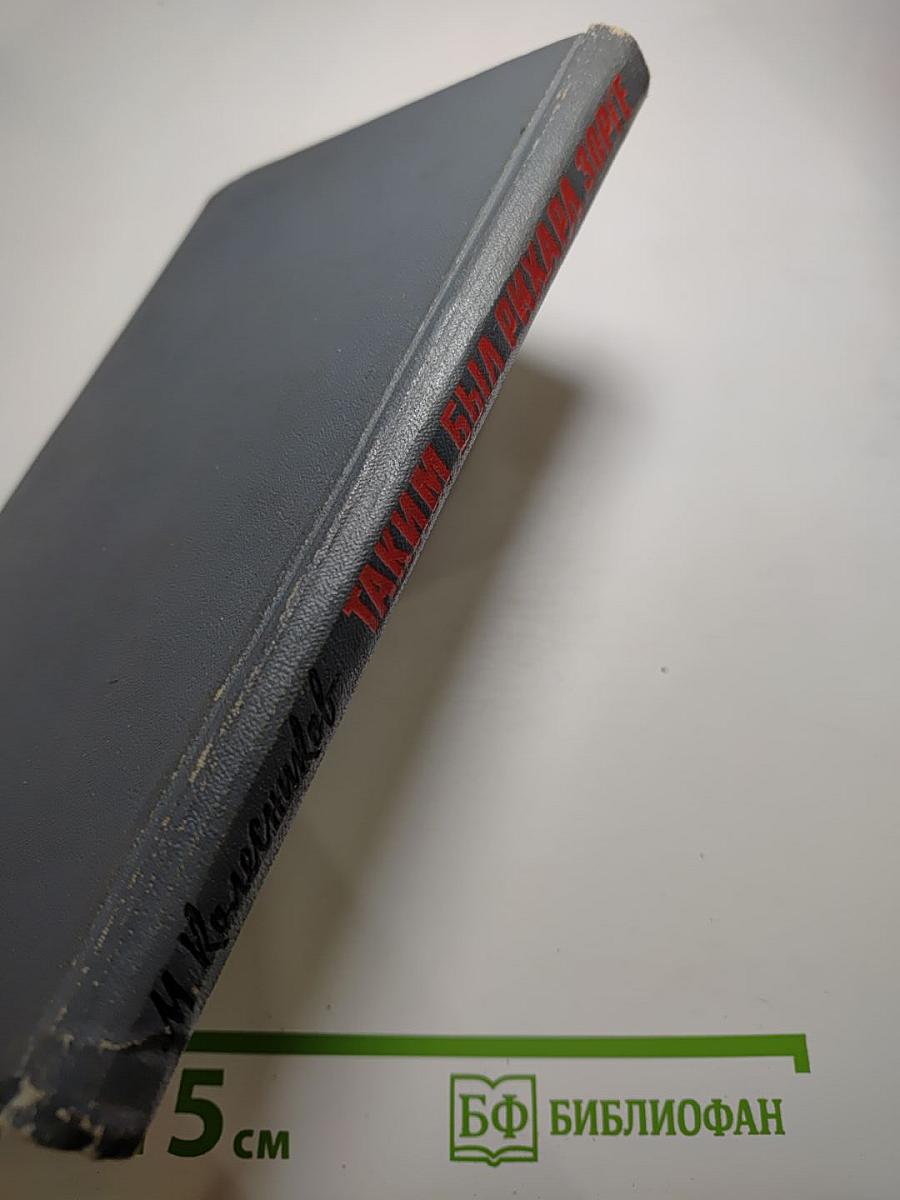 М. Колесников
ТАКИМ БЫЛ РИХАРД ЗОРГЕ
5 см
БФ БИБЛИОФАН